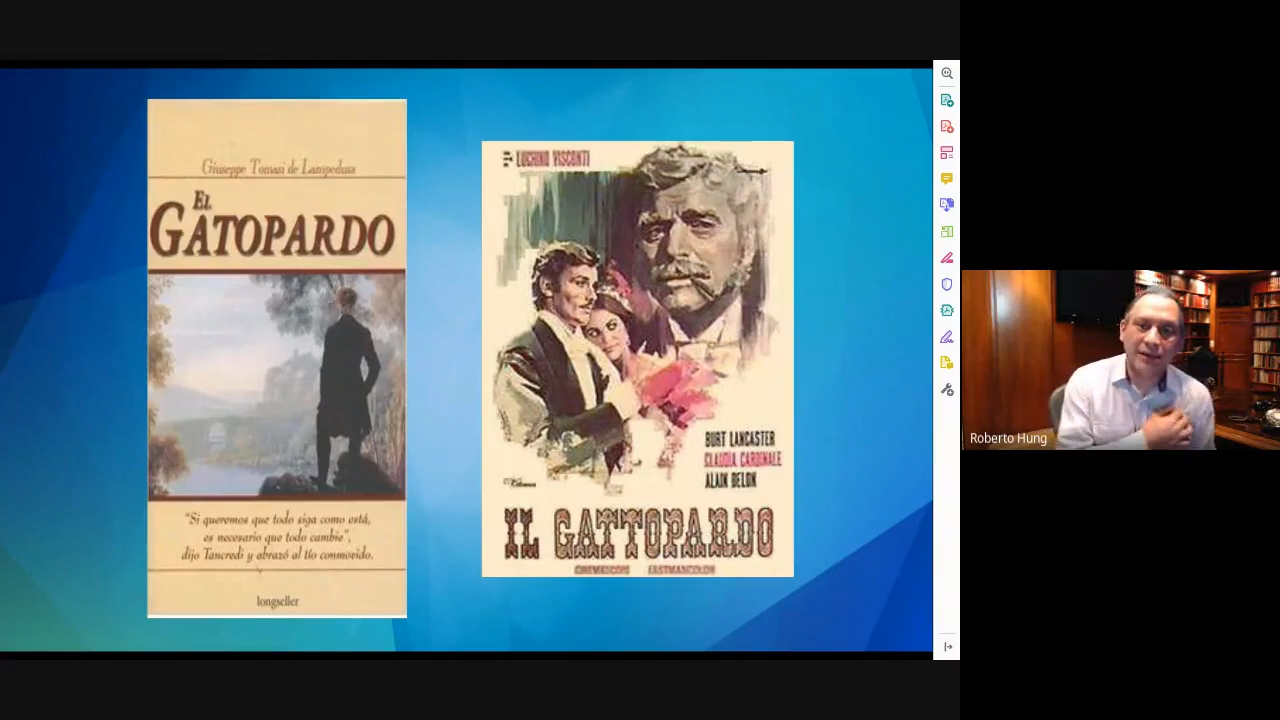 Giuseppe Tomasi de Lampedusa
EL
GATOPARDO
"Si queremos que todo siga como está,
es necesario que todo cambie",
dijo Tancredi y abrazó al tío conmovido.
longseller
LUCHINO VISCONTI
BURT LANCASTER
CLAUDIA CARDINALE
ALAIN DELON
IL GATTOPARDO
CINEMASCOPE EASTMANCOLOR
Roberto Hung